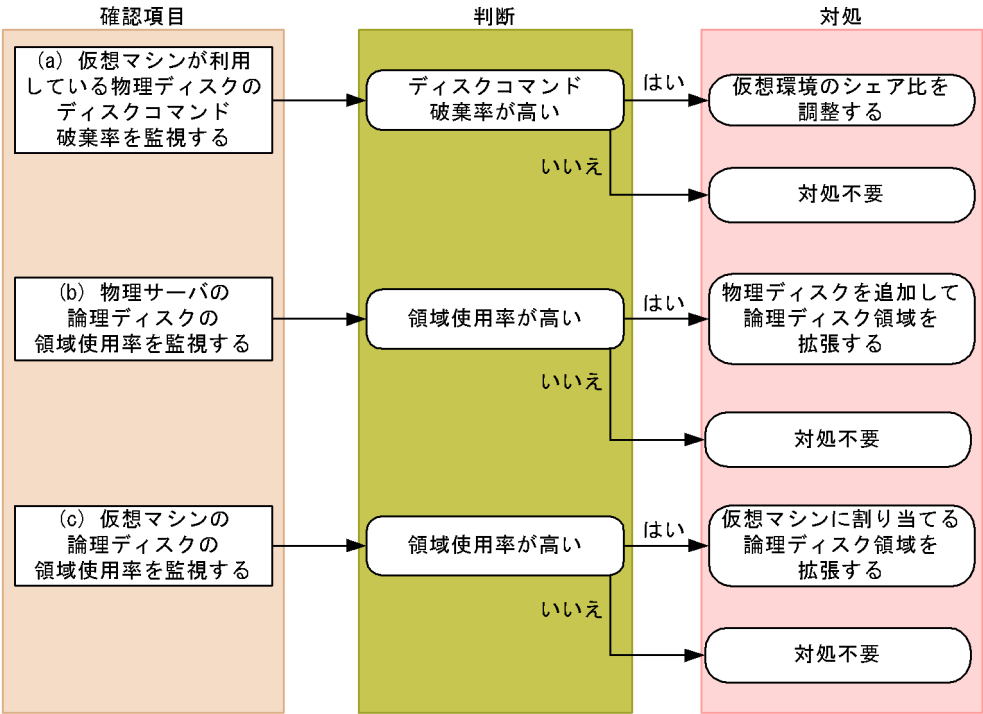 確認項目
判断
対処
(a) 仮想マシンが利用
している物理ディスクの
ディスクコマンド
破棄率を監視する
ディスクコマンド
破棄率が高い
はい
仮想環境のシェア比を
調整する
いいえ
対処不要
(b) 物理サーバの
論理ディスクの
領域使用率を監視する
領域使用率が高い
はい
物理ディスクを追加して
論理ディスク領域を
拡張する
いいえ
対処不要
(c) 仮想マシンの
論理ディスクの
領域使用率を監視する
領域使用率が高い
はい
仮想マシンに割り当てる
論理ディスク領域を
拡張する
いいえ
対処不要